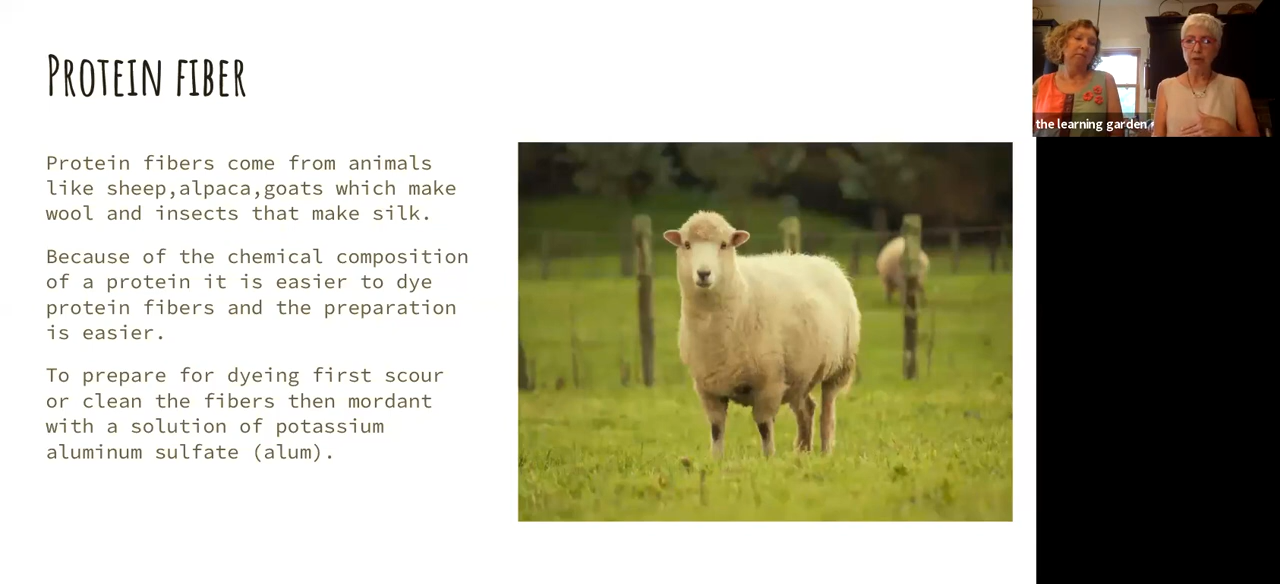 Protein fiber
Protein fibers come from animals
like sheep,alpaca,goats which make
wool and insects that make silk.
Because of the chemical composition
of a protein it is easier to dye
protein fibers and the preparation
is easier.
To prepare for dyeing first scour
or clean the fibers then mordant
with a solution of potassium
aluminum sulfate (alum).
the learning garden